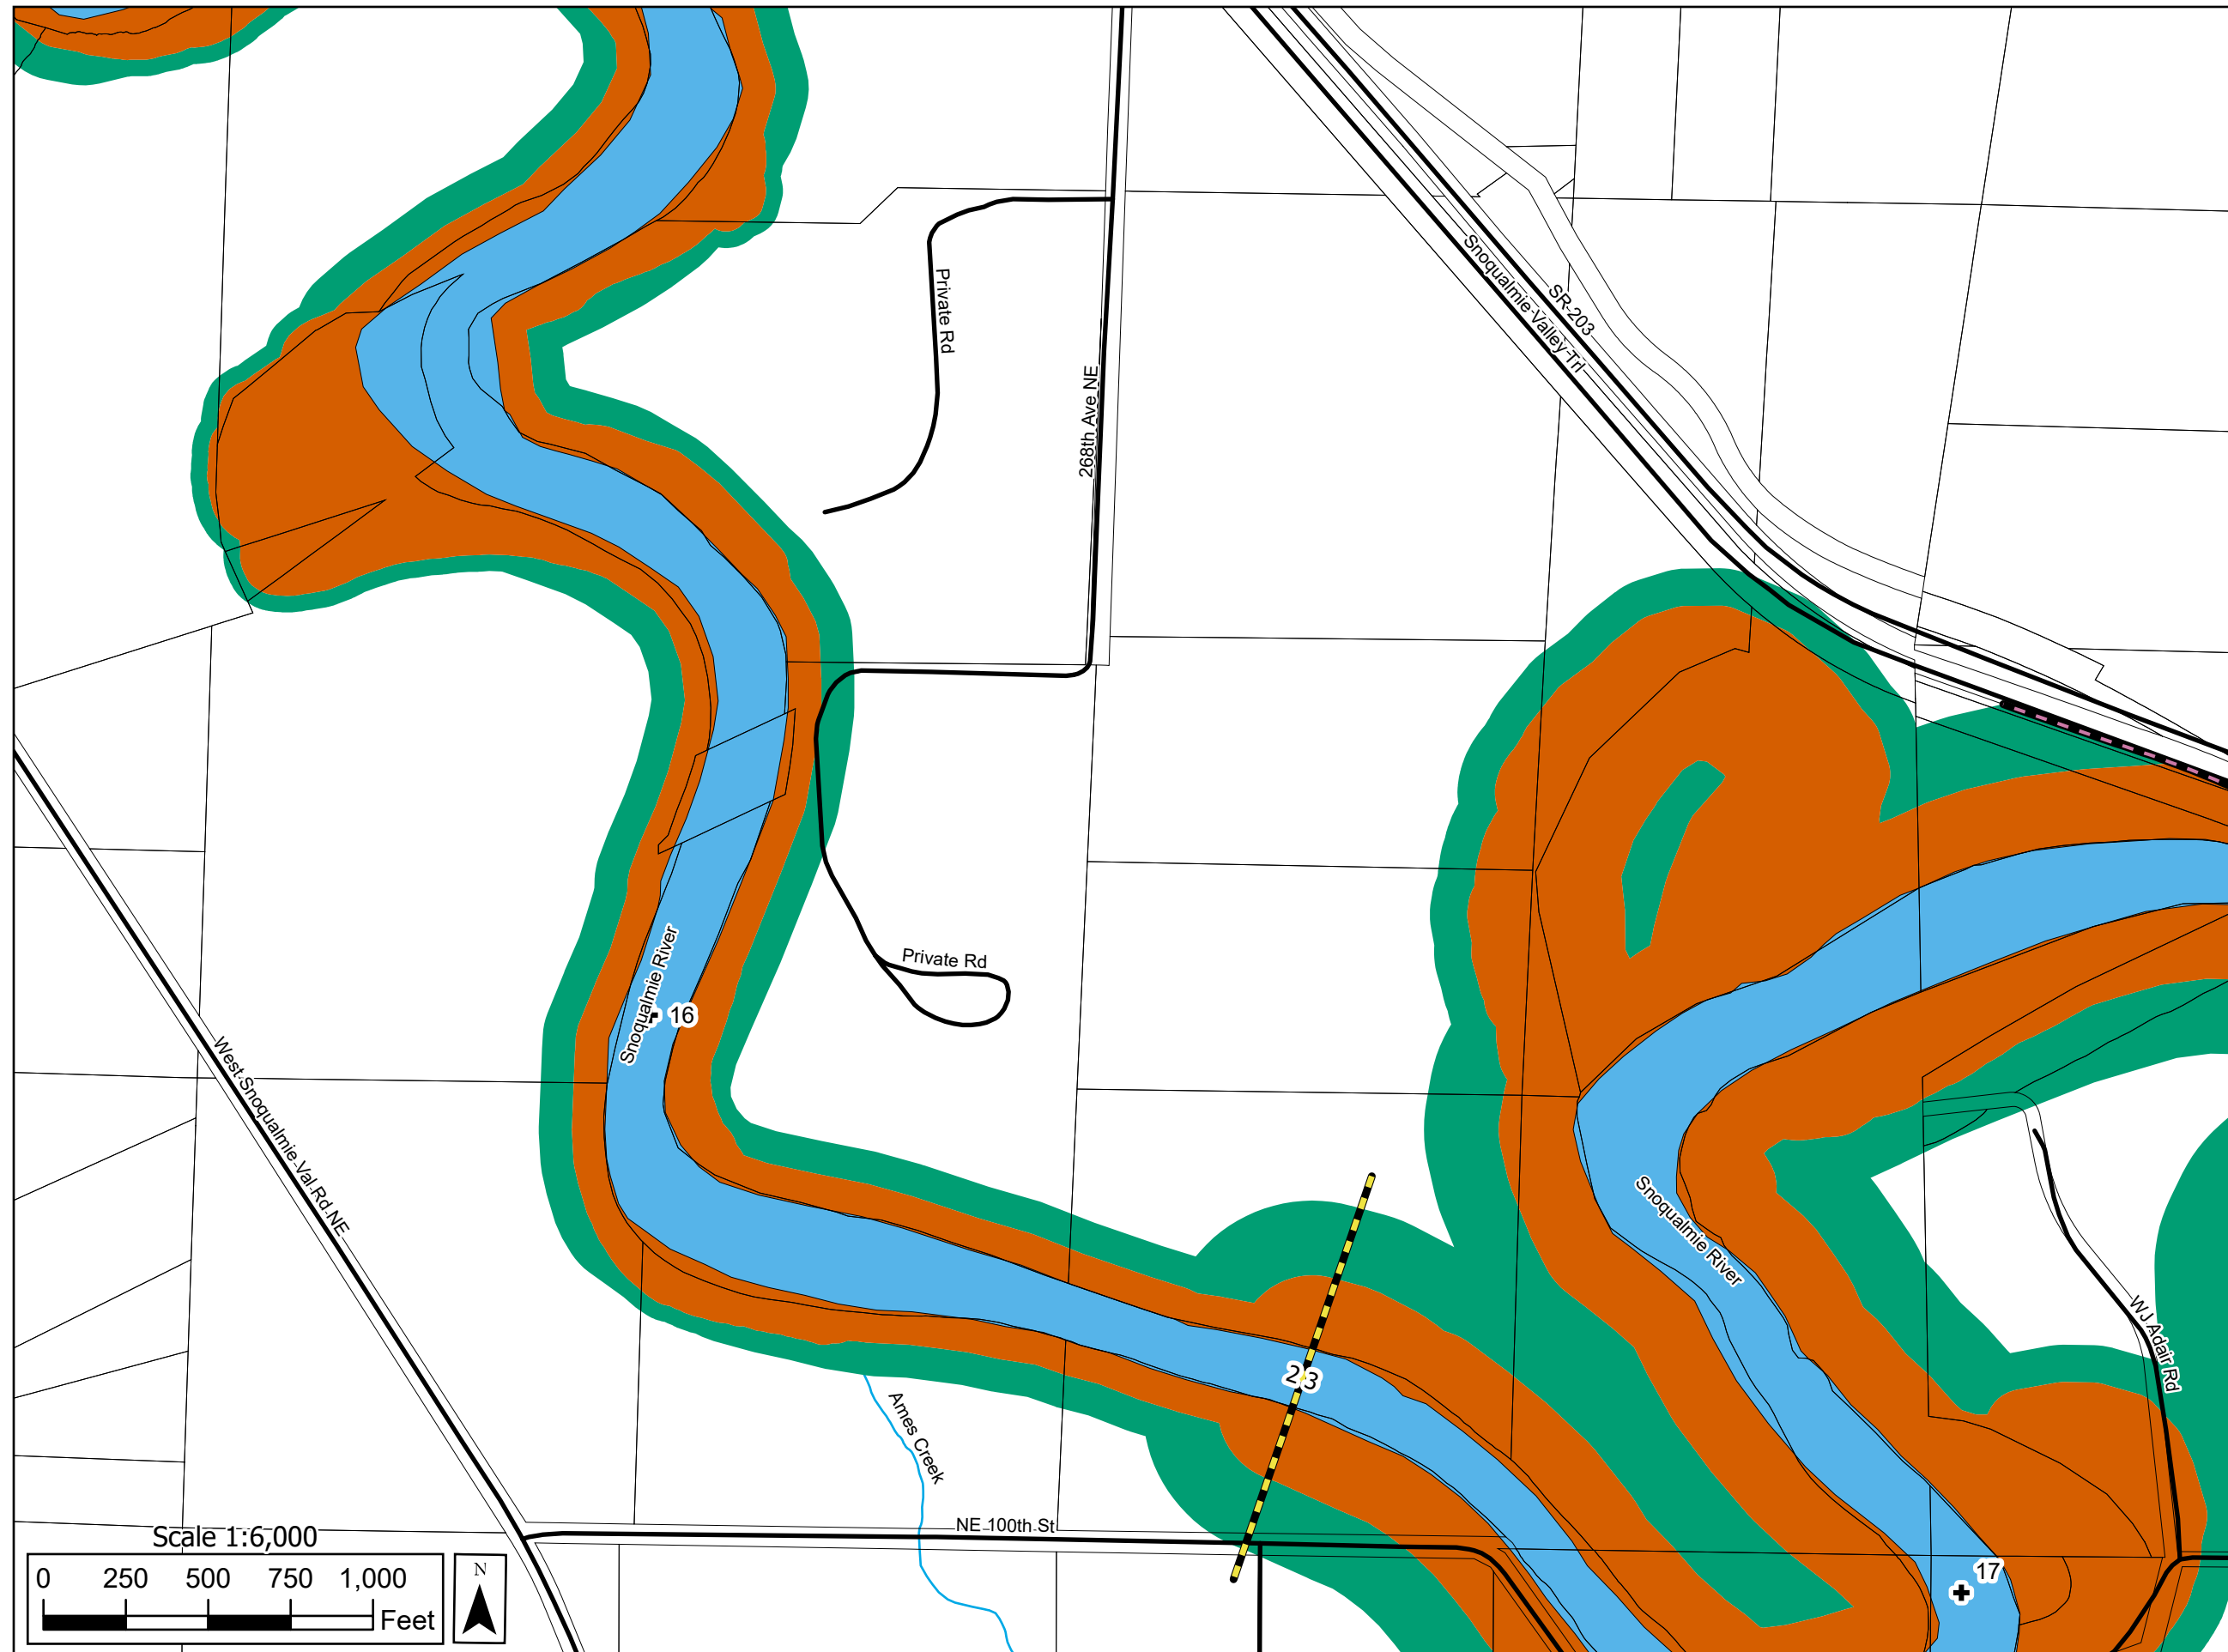 Private Rd
268th Ave NE
SR-203
Snoqualmie Valley Trl
Private Rd
Snoqualmie River
16
West Snoqualmie Val Rd NE
Snoqualmie River
W J Adair Rd
2 3
Ames Creek
NE 100th St
17
Scale 1:6,000
0 250 500 750 1,000
Feet
N